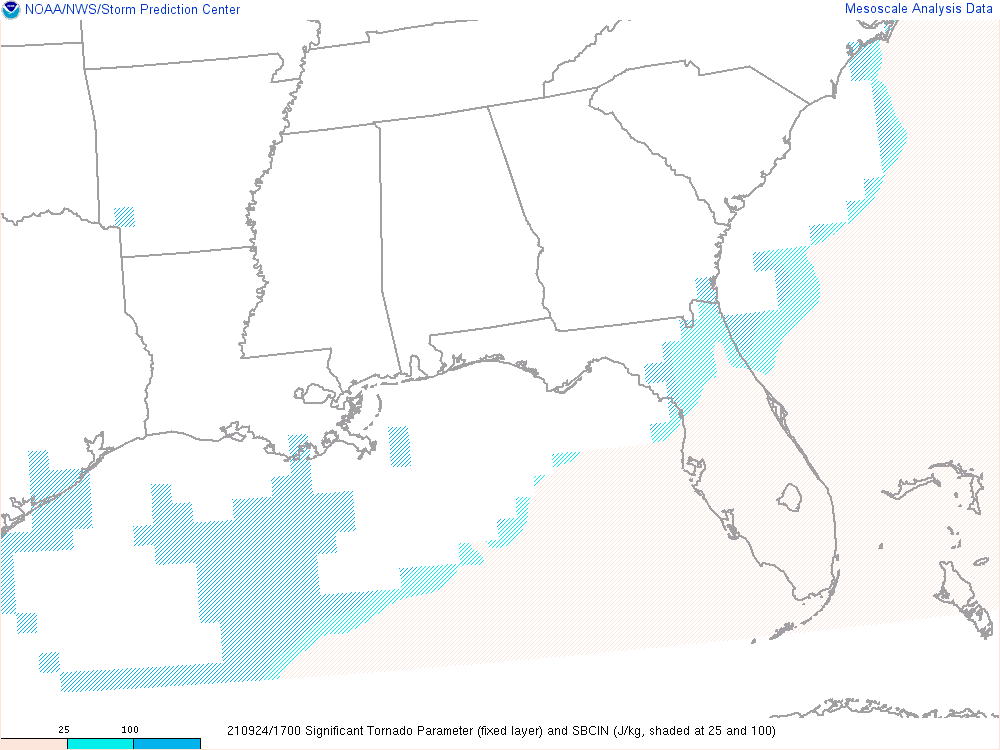 NOAA/NWS/Storm Prediction Center
Mesoscale Analysis Data
25 100
210924/1700 Significant Tornado Parameter (fixed layer) and SBCIN (J/kg, shaded at 25 and 100)